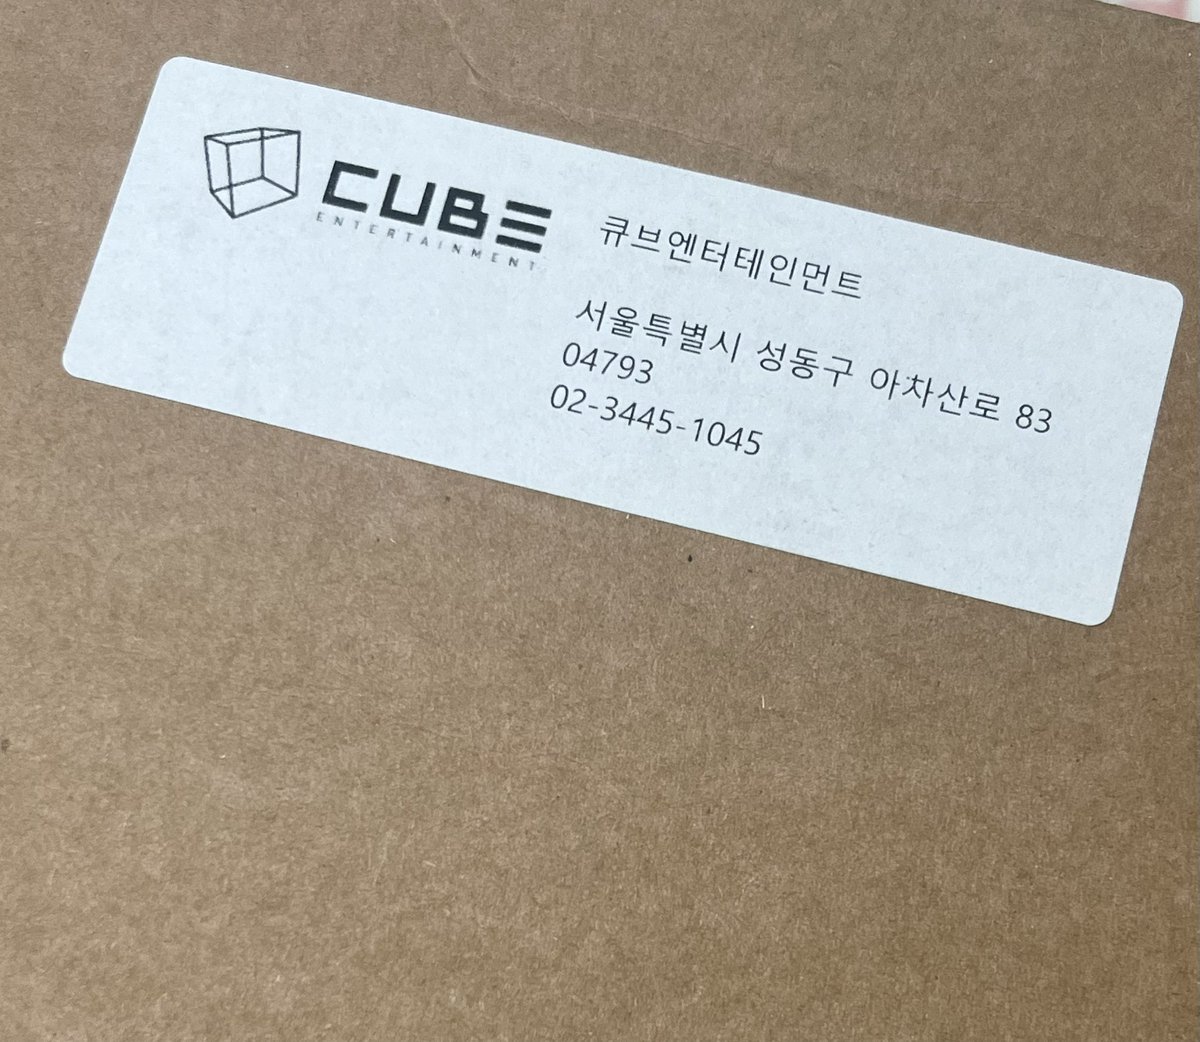 CUBE
ENTERTAINMENT
큐브엔터테인먼트
서울특별시 성동구 아차산로 83
04793
02-3445-1045